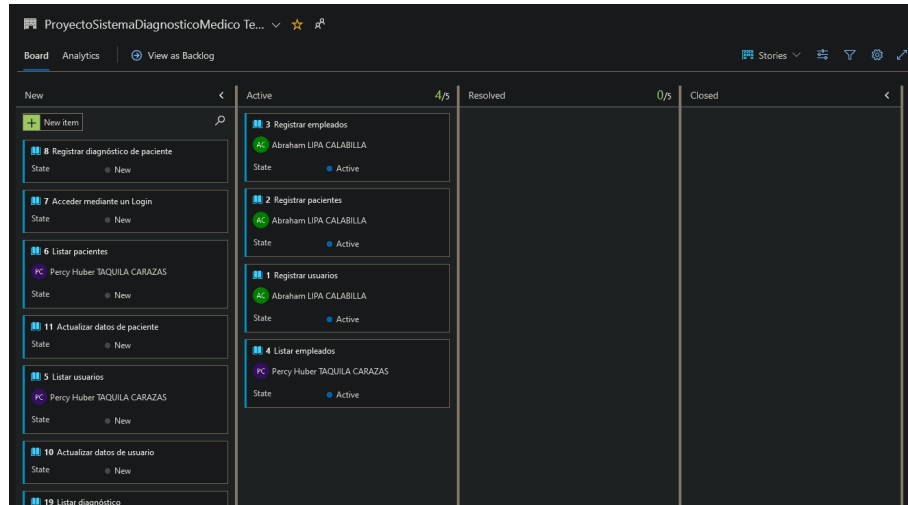 ProyectoSistemaDiagnosticoMedico Te...
Board Analytics View as Backlog
Stories
New
New item
8 Registrar diagnóstico de paciente
State New
7 Acceder mediante un Login
State New
6 Listar pacientes
PC Percy Huber TAQUILA CARAZAS
State New
11 Actualizar datos de paciente
State New
5 Listar usuarios
PC Percy Huber TAQUILA CARAZAS
State New
10 Actualizar datos de usuario
State New
19 Listar diagnóstico
Active 4/5
3 Registrar empleados
AC Abraham LIPA CALABILLA
State Active
2 Registrar pacientes
AC Abraham LIPA CALABILLA
State Active
1 Registrar usuarios
AC Abraham LIPA CALABILLA
State Active
4 Listar empleados
PC Percy Huber TAQUILA CARAZAS
State Active
Resolved 0/5
Closed